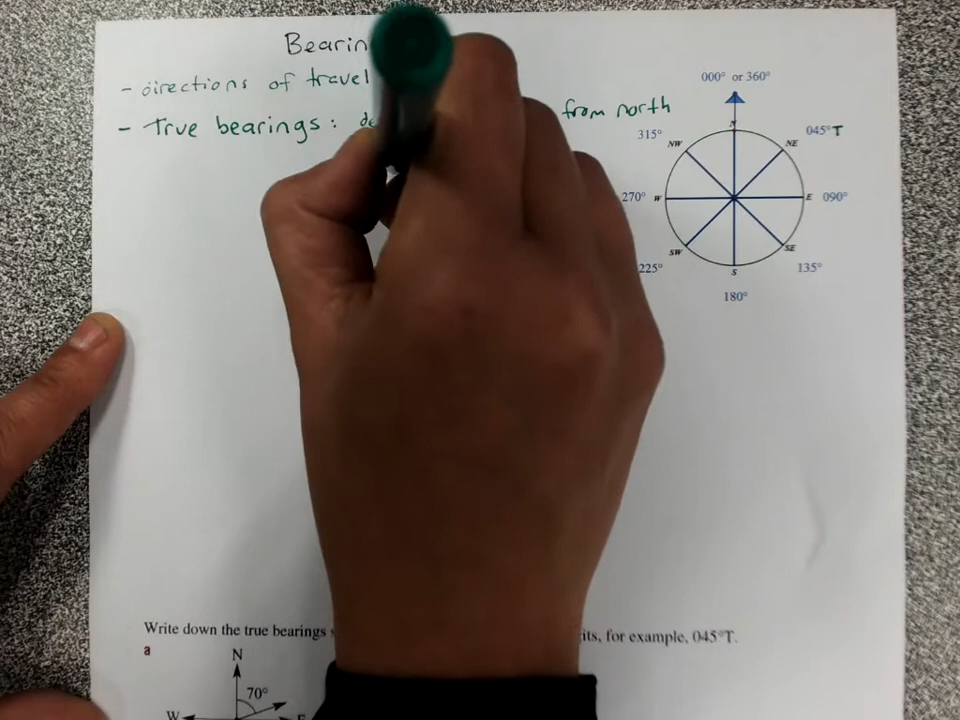 Bearin
- Directions of travel
- True bearings: de from north
000° or 360°
N
315° NW
NE 045°T
270° W
E 090°
SW 225°
SE 135°
S
180°
Write down the true bearings its, for example, 045°T.
a
N
70°
W E